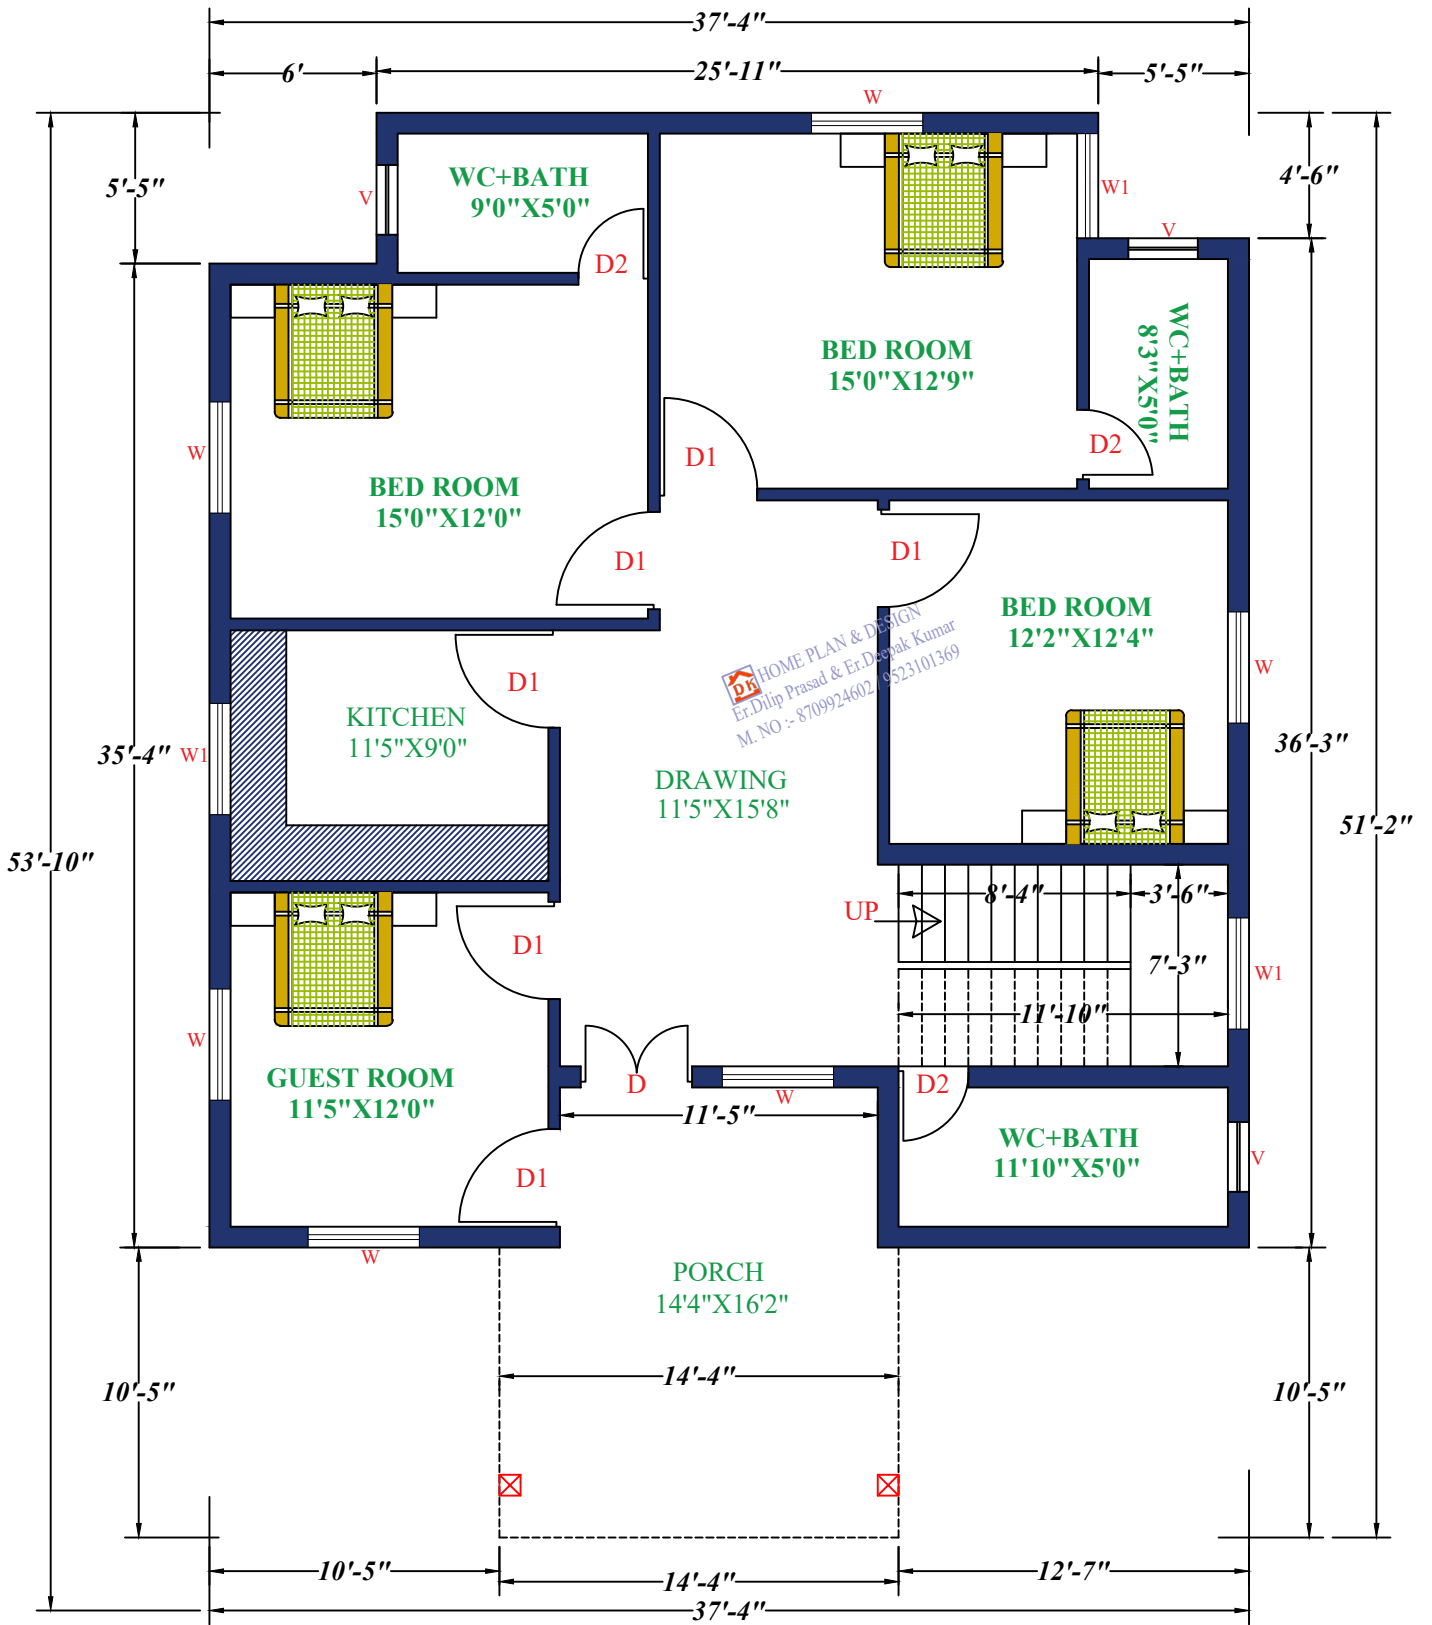 37'-4"
6'
25'-11"
5'-5"
W
5'-5"
WC+BATH
9'0"X5'0"
V
W1
V
4'-6"
D2
BED ROOM
15'0"X12'9"
WC+BATH
8'3"X5'0"
W
D1
D2
BED ROOM
15'0"X12'0"
D1
D1
BED ROOM
12'2"X12'4"
HOME PLAN & DESIGN
Er.Dilip Prasad & Er.Deepak Kumar
M. NO :- 8709924602 / 9523101369
DK
W
D1
KITCHEN
11'5"X9'0"
35'-4"
W1
36'-3"
DRAWING
11'5"X15'8"
51'-2"
53'-10"
8'-4"
3'-6"
UP
D1
7'-3"
W1
11'-10"
W
GUEST ROOM
11'5"X12'0"
D
W
D2
11'-5"
WC+BATH
11'10"X5'0"
V
D1
W
PORCH
14'4"X16'2"
14'-4"
10'-5"
10'-5"
10'-5"
14'-4"
12'-7"
37'-4"